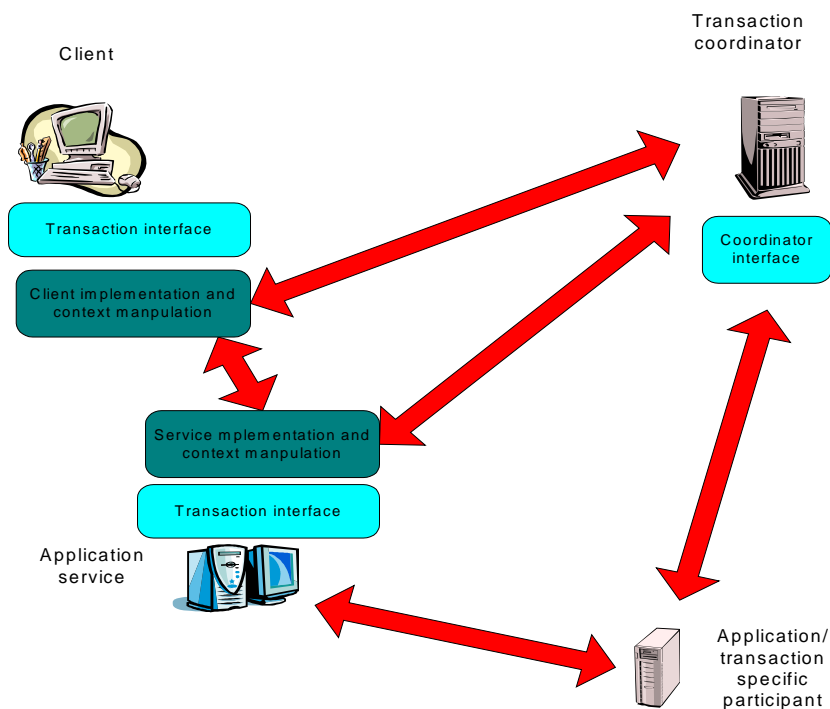 Transaction
coordinator
Client
Transaction interface
Coordinator
interface
Client implementation and
context manpulation
Service mplementation and
context manpulation
Transaction interface
Application
service
Application/
transaction
specific
participant